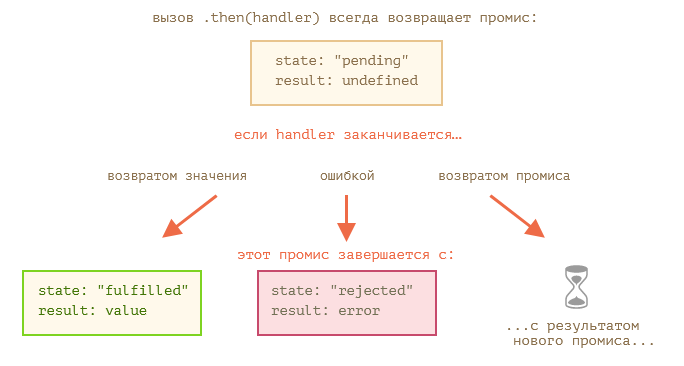 вызов .then(handler) всегда возвращает промис:
state: "pending"
result: undefined
если handler заканчивается…
возвратом значения
ошибкой
возвратом промиса
этот промис завершается с:
state: "fulfilled"
result: value
state: "rejected"
result: error
...с результатом
нового промиса...